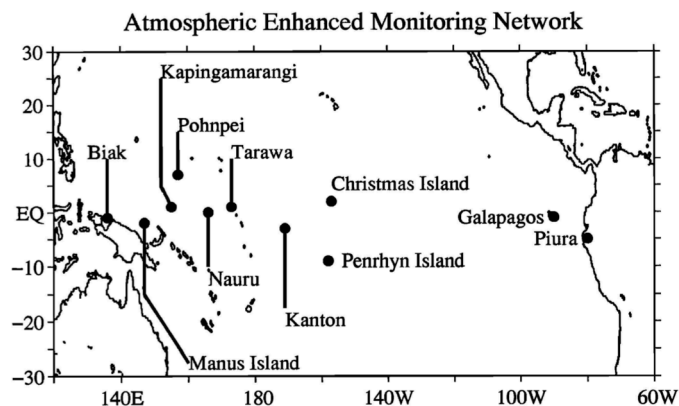 Atmospheric Enhanced Monitoring Network
30
Kapingamarangi
20
Pohnpei
10
Biak
Tarawa
Christmas Island
EQ
Galapagos
Piura
Penrhyn Island
-10
Nauru
-20
Kanton
Manus Island
-30
140E
180
140W
100W
60W